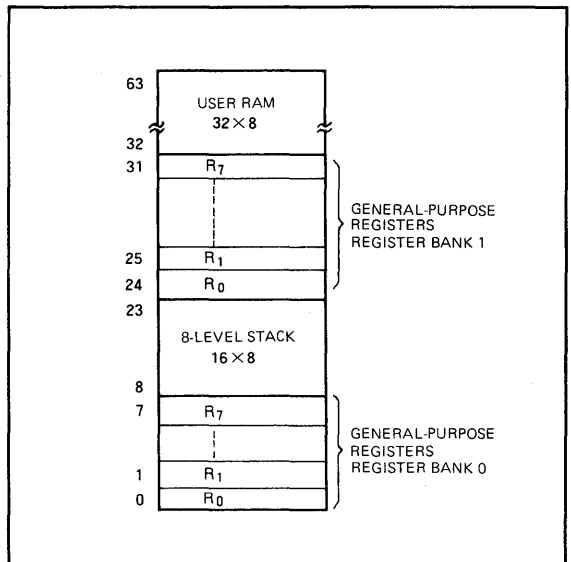 63
USER RAM
32×8
32
31
R7
GENERAL-PURPOSE
REGISTERS
REGISTER BANK 1
25
R1
24
R0
23
8-LEVEL STACK
16×8
8
7
R7
GENERAL-PURPOSE
REGISTERS
REGISTER BANK 0
1
R1
0
R0